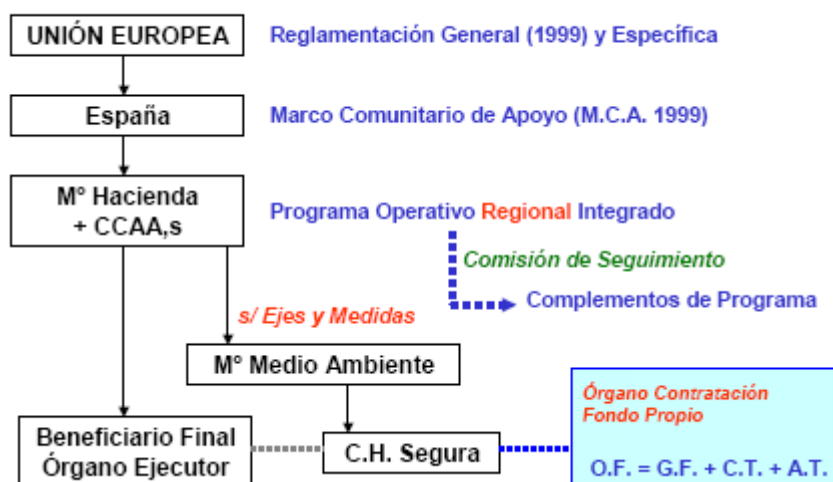 UNIÓN EUROPEA
Reglamentación General (1999) y Específica
España
Marco Comunitario de Apoyo (M.C.A. 1999)
Mº Hacienda
+ CCAA,s
Programa Operativo Regional Integrado
Comisión de Seguimiento
Complementos de Programa
s/ Ejes y Medidas
Mº Medio Ambiente
Beneficiario Final
Órgano Ejecutor
C.H. Segura
Órgano Contratación
Fondo Propio
O.F. = G.F. + C.T. + A.T.